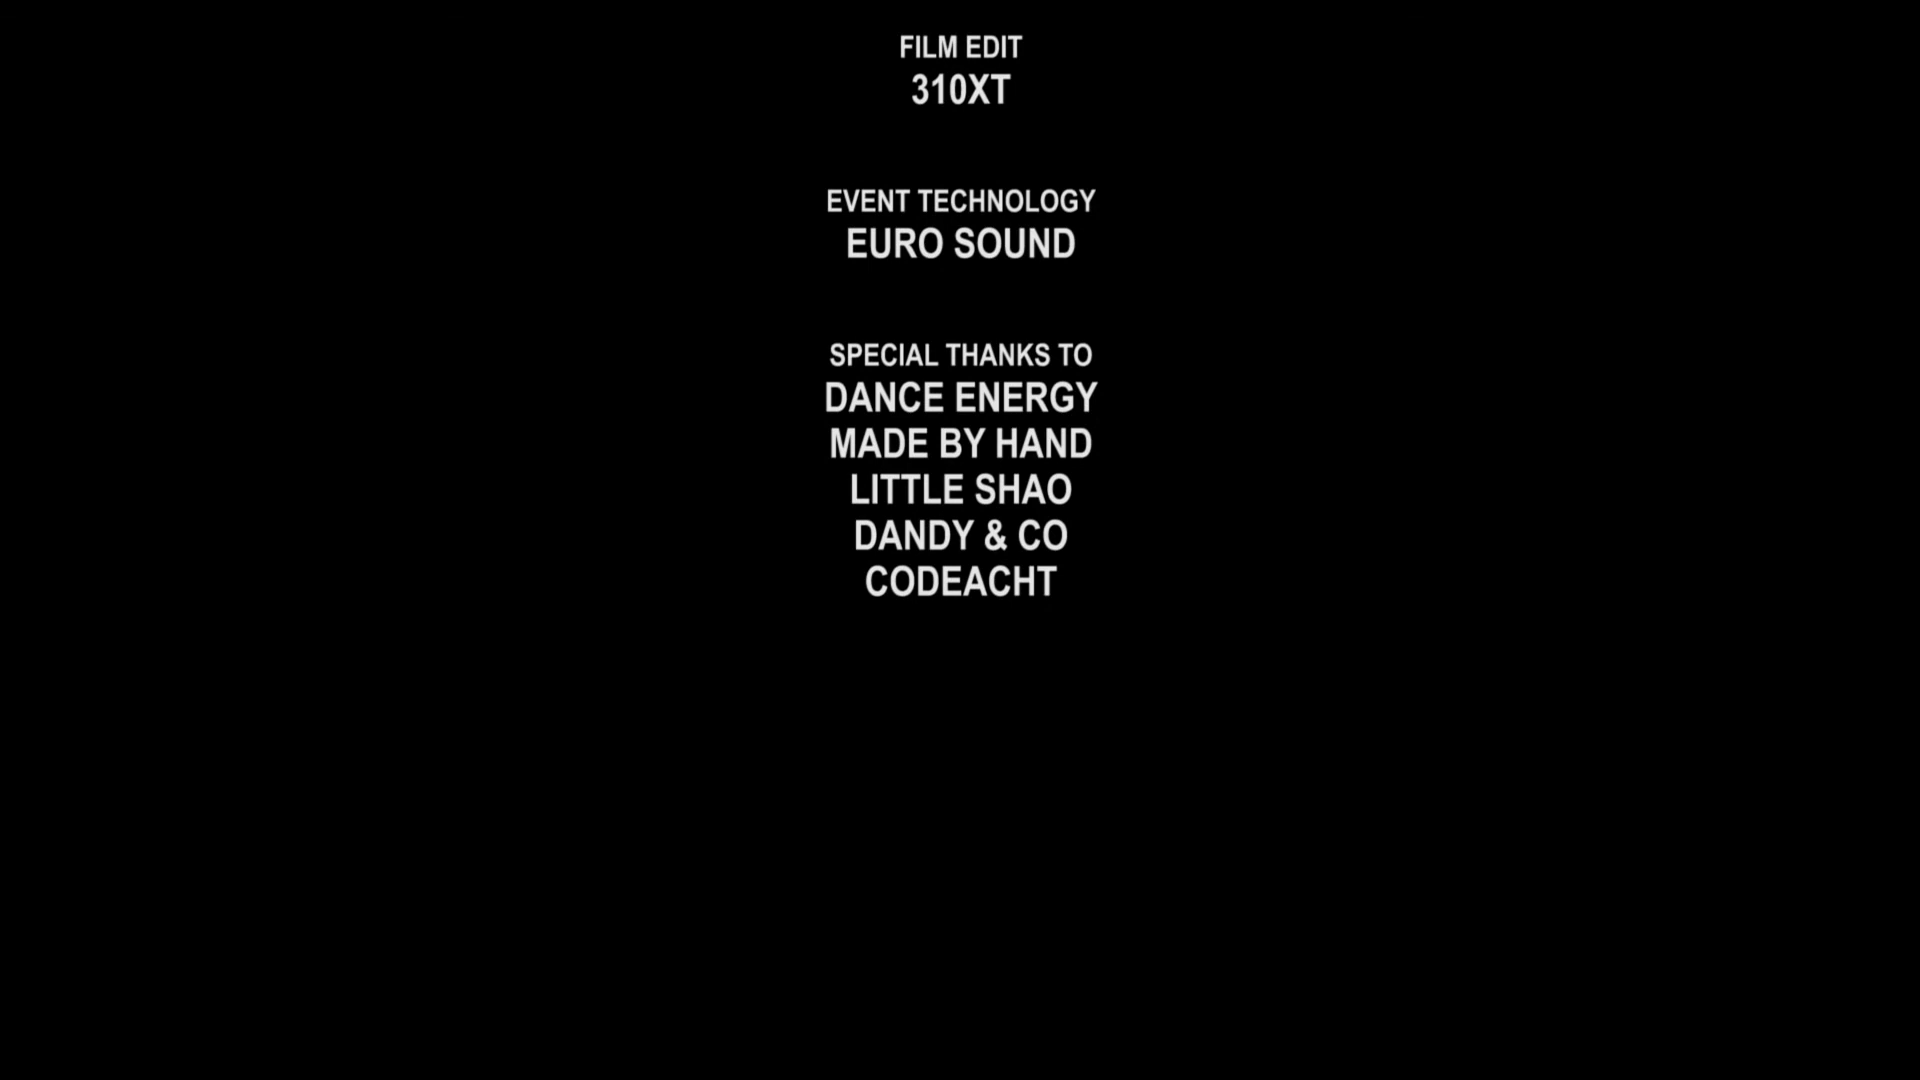 FILM EDIT
310XT
EVENT TECHNOLOGY
EURO SOUND
SPECIAL THANKS TO
DANCE ENERGY
MADE BY HAND
LITTLE SHAO
DANDY & CO
CODEACHT